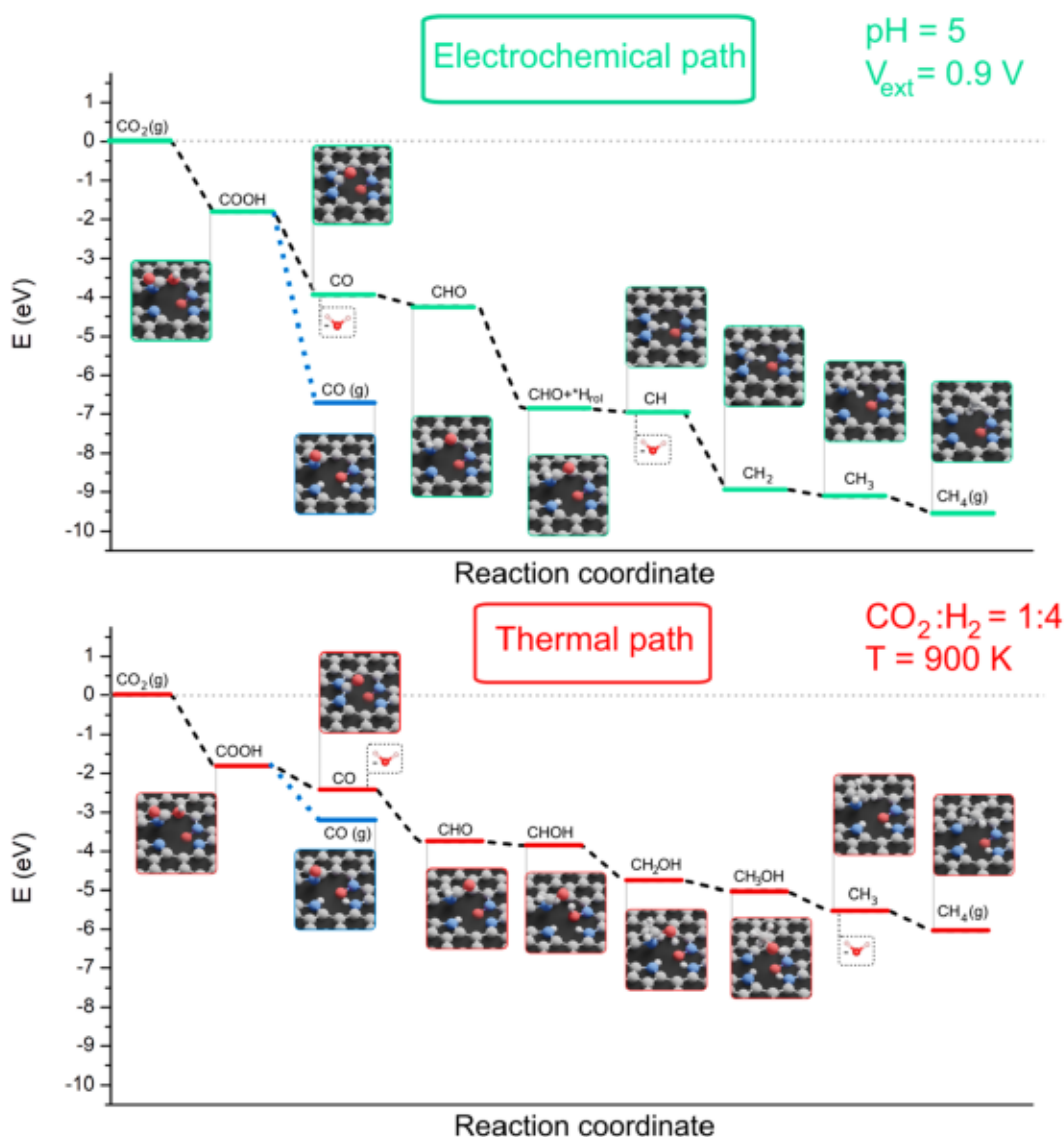 Electrochemical path
pH = 5
V_ext = 0.9 V
E (eV)
1
0
-1
-2
-3
-4
-5
-6
-7
-8
-9
-10
CO₂(g)
COOH
CO
CO (g)
CHO
CHO+*H_rol
CH
CH₂
CH₃
CH₄(g)
Reaction coordinate
Thermal path
CO₂:H₂ = 1:4
T = 900 K
E (eV)
1
0
-1
-2
-3
-4
-5
-6
-7
-8
-9
-10
CO₂(g)
COOH
CO
CO (g)
CHO
CHOH
CH₂OH
CH₃OH
CH₃
CH₄(g)
Reaction coordinate